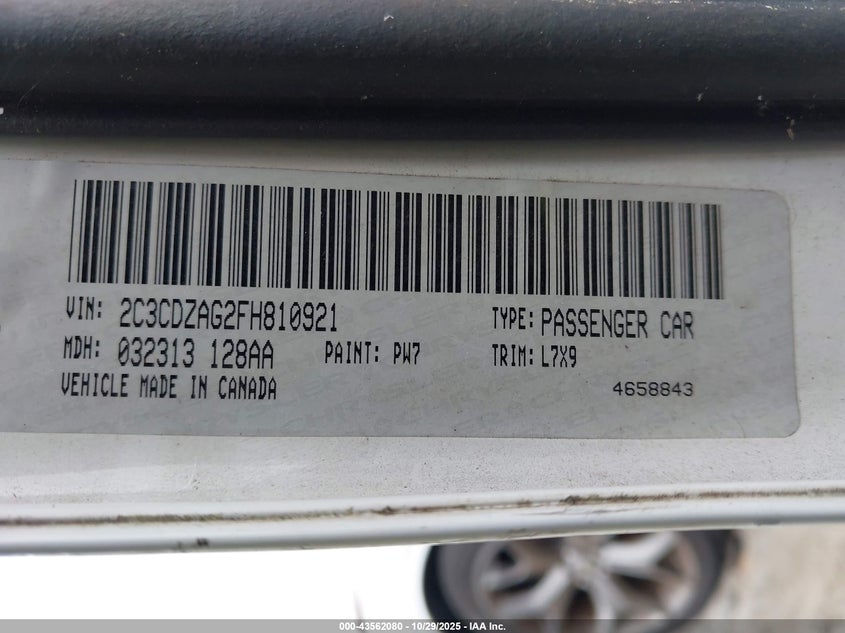 VIN: 2C3CDZAG2FH810921 TYPE: PASSENGER CAR
MDH: 032313 128AA PAINT: PW7 TRIM: L7X9
VEHICLE MADE IN CANADA 4658843
000-43562080 - 10/29/2025 - IAA Inc.